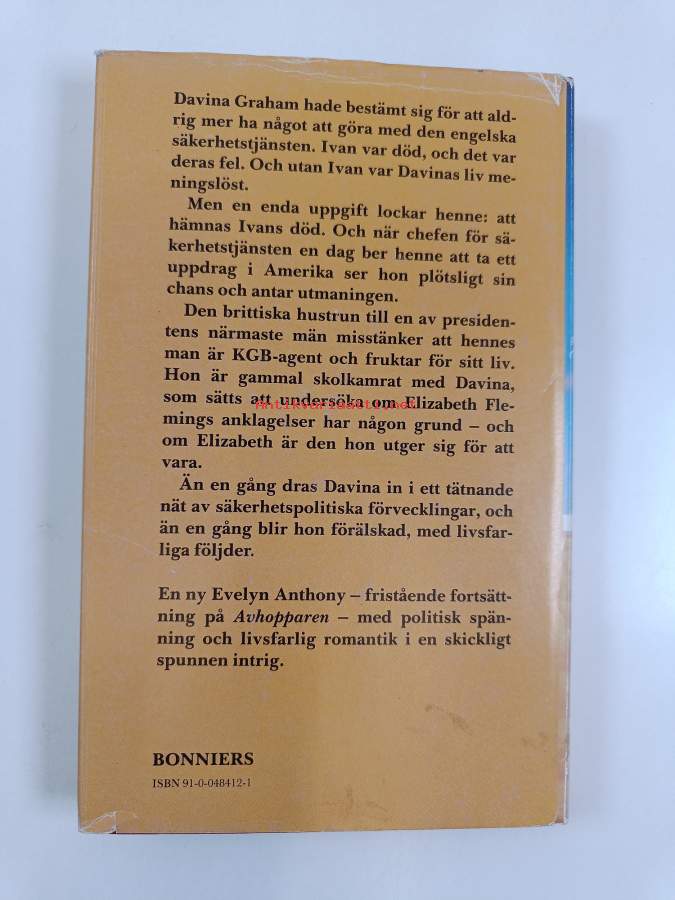 Davina Graham hade bestämt sig för att ald-
rig mer ha något att göra med den engelska
säkerhetstjänsten. Ivan var död, och det var
deras fel. Och utan Ivan var Davinas liv me-
ningslöst.
Men en enda uppgift lockar henne: att
hämnas Ivans död. Och när chefen för sä-
kerhetstjänsten en dag ber henne att ta ett
uppdrag i Amerika ser hon plötsligt sin
chans och antar utmaningen.
Den brittiska hustrun till en av presiden-
tens närmaste män misstänker att hennes
man är KGB-agent och fruktar för sitt liv.
Hon är gammal skolkamrat med Davina,
som sätts att undersöka om Elizabeth Fle-
Antikvariaatti.net
mings anklagelser har någon grund – och
om Elizabeth är den hon utger sig för att
vara.
Än en gång dras Davina in i ett tätnande
nät av säkerhetspolitiska förvecklingar, och
än en gång blir hon förälskad, med livsfar-
liga följder.
En ny Evelyn Anthony – fristående fortsätt-
ning på Avhopparen – med politisk spän-
ning och livsfarlig romantik i en skickligt
spunnen intrig.
BONNIERS
ISBN 91-0-048412-1